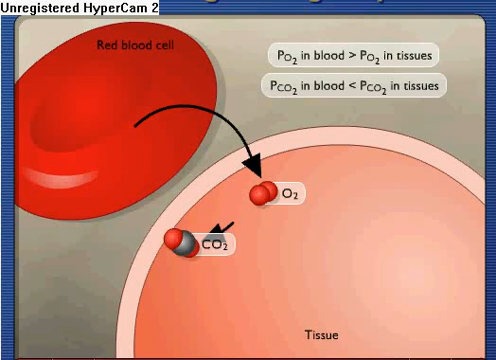 Unregistered HyperCam 2
Red blood cell
PO2 in blood > PO2 in tissues
PCO2 in blood < PCO2 in tissues
O2
CO2
Tissue